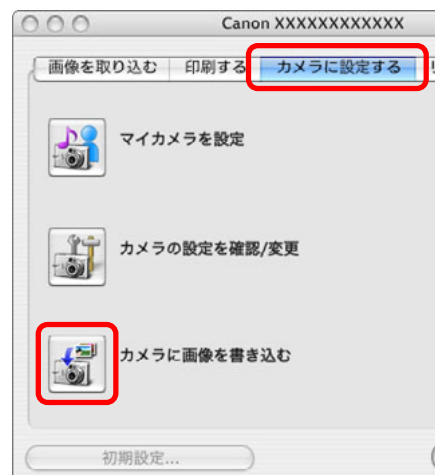 Canon XXXXXXXXXXXX
画像を取り込む 印刷する カメラに設定する
マイカメラを設定
カメラの設定を確認/変更
カメラに画像を書き込む
初期設定...